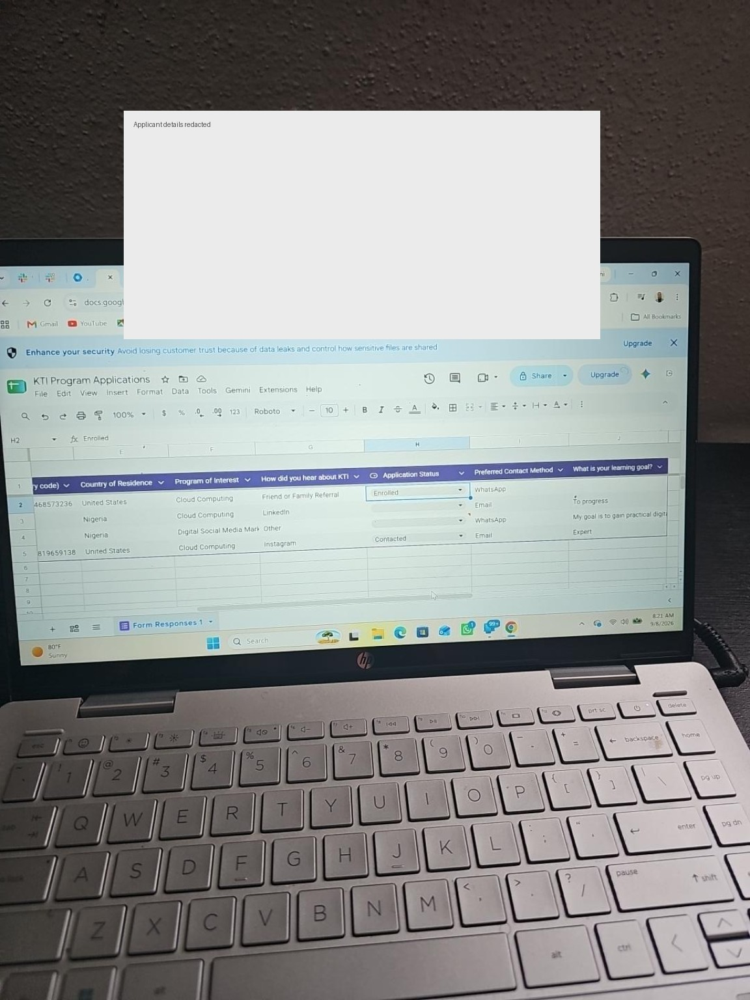 Applicant details redacted
docs.googl
Gmail YouTube
All Bookmarks
Enhance your security Avoid losing customer trust because of data leaks and control how sensitive files are shared
Upgrade
KTI Program Applications
Share
Upgrade
File Edit View Insert Format Data Tools Gemini Extensions Help
100% $ % .0 .00 123 Roboto - 10 + B I S A
H2 fx Enrolled
E F G H I J
1 y code) Country of Residence Program of Interest How did you hear about KTI Application Status Preferred Contact Method What is your learning goal?
2 468573236 United States Cloud Computing Friend or Family Referral Enrolled WhatsApp
3 Nigeria Cloud Computing LinkedIn Email To progress
4 Nigeria Digital Social Media Mark Other WhatsApp My goal is to gain practical digit
5 819659138 United States Cloud Computing Instagram Contacted Email Expert
6
7
8
9
10
+ Form Responses 1
80°F
Sunny
Search
1
99+
8:21 AM
9/8/2026
hp
esc prt sc delete
! 1 @ 2 # 3 $ 4 % 5 ^ 6 & 7 * 8 ( 9 ) 0 - + = backspace home
Q W E R T Y U I O P { [ } ] \ pg up
A S D F G H J K L : ; " ' enter pg dn
Z X C V B N M < , > . ? / pause shift
alt alt ctrl